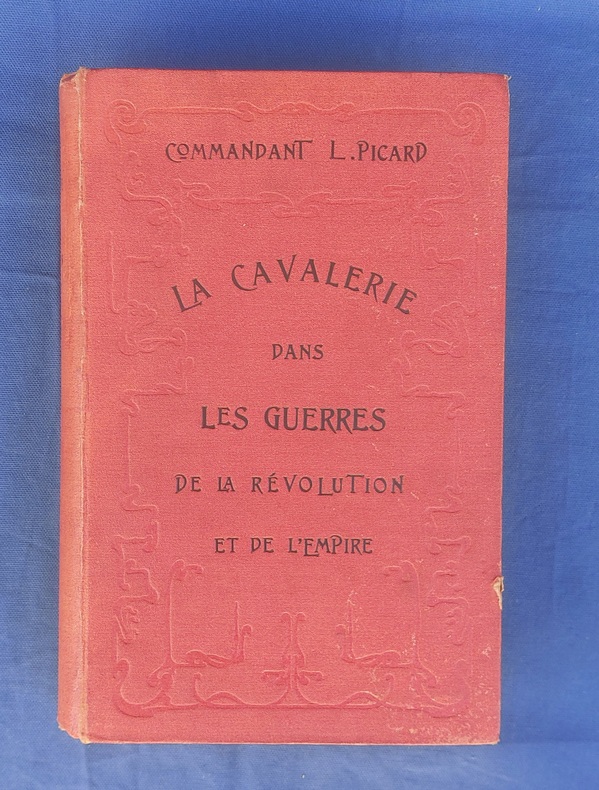 COMMANDANT L. PICARD
LA CAVALERIE
DANS
LES GUERRES
DE LA RÉVOLUTION
ET DE L'EMPIRE